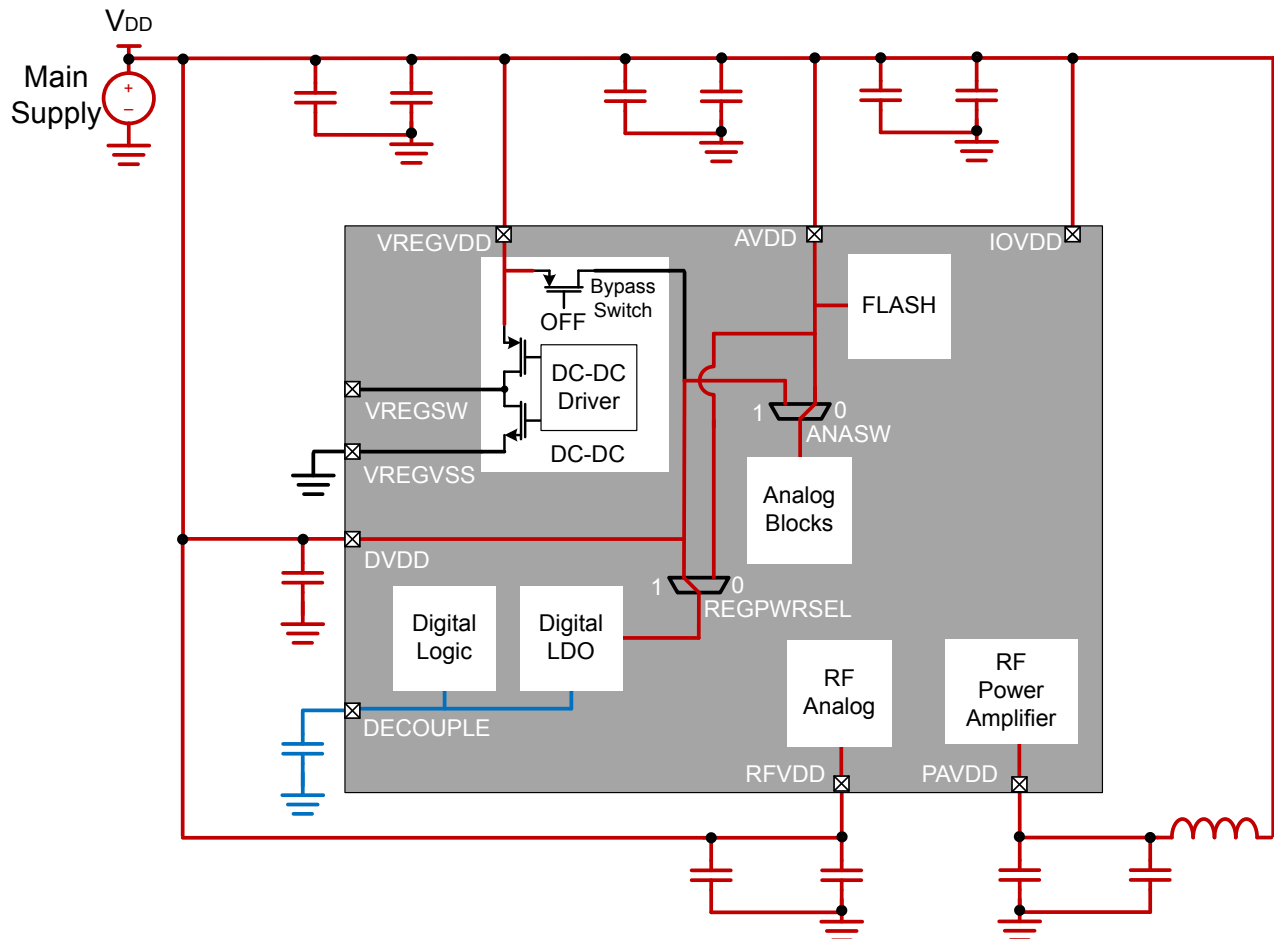 VDD
Main
Supply
+
–
VREGVDD
AVDD
IOVDD
Bypass
Switch
OFF
FLASH
DC-DC
Driver
VREGSW
1
0
ANASW
DC-DC
VREGVSS
Analog
Blocks
DVDD
1
0
REGPWRSEL
Digital
Logic
Digital
LDO
RF
Analog
RF
Power
Amplifier
DECOUPLE
RFVDD
PAVDD